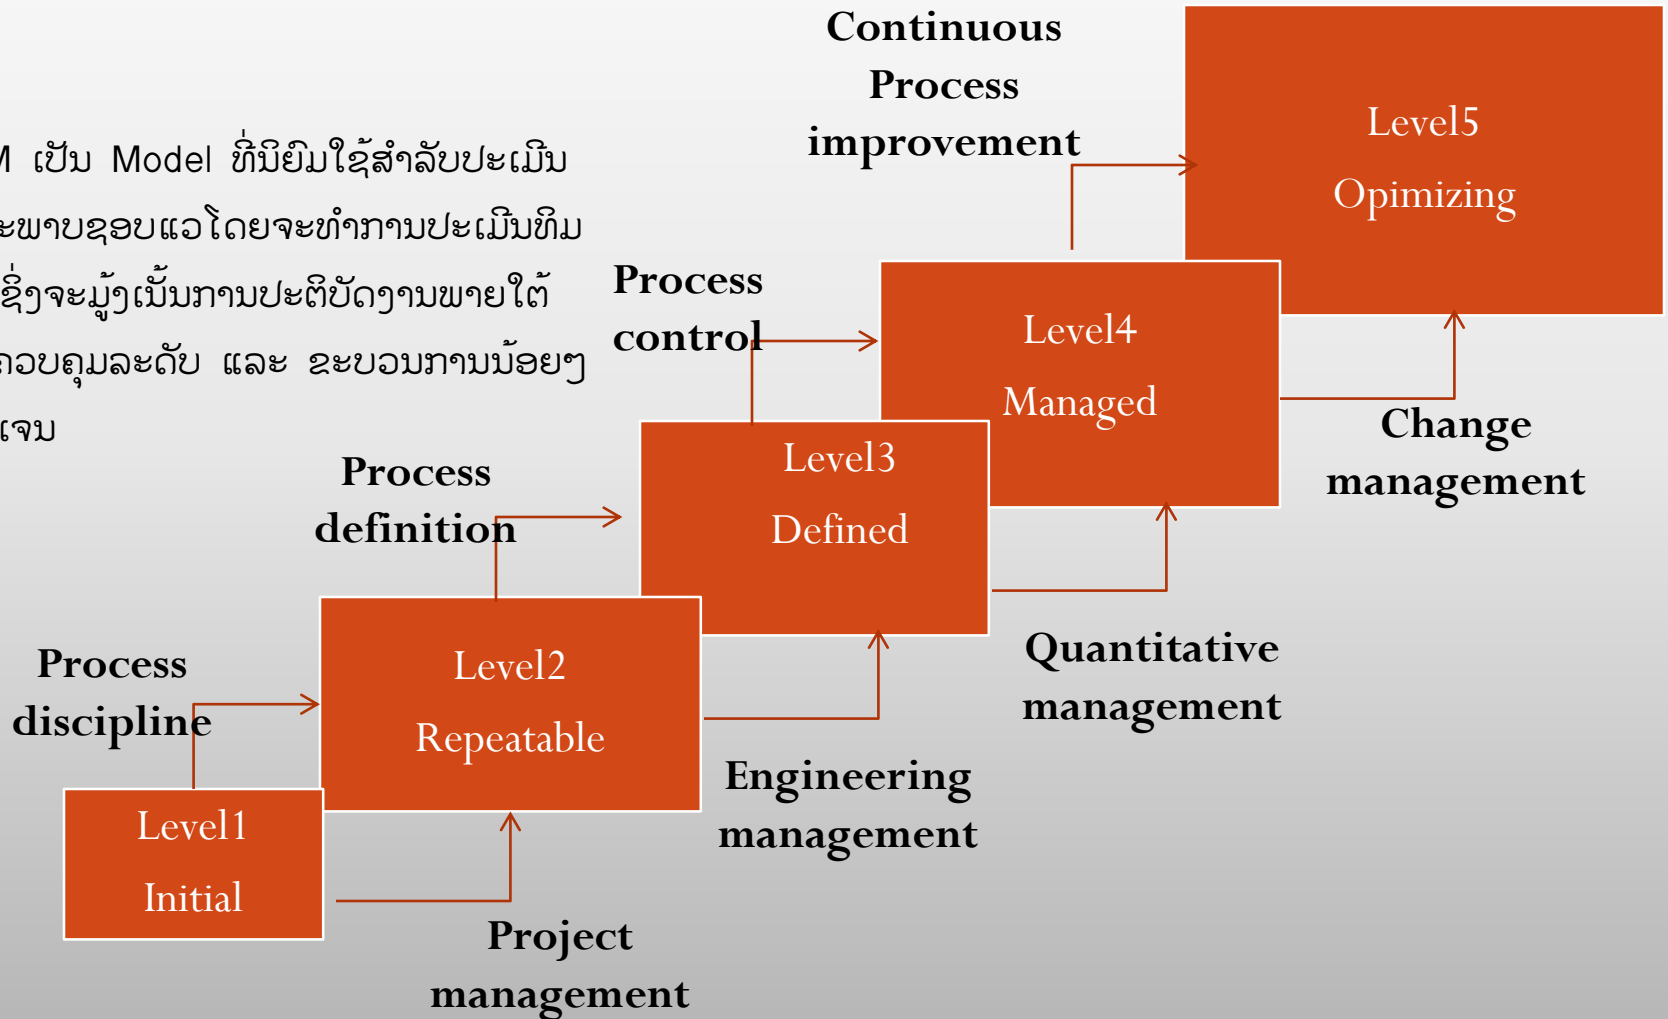 Continuous
Process
improvement
Level5
Opimizing
ເປັນ Model ທີ່ນິຍົມໃຊ້ສຳລັບປະເມີນ
ະພາບຊອບແວໂດຍຈະທຳການປະເມີນທິມ
ຊຶ່ງຈະມູ້ງເນັ້ນການປະຕິບັດງານພາຍໃຕ້
ຄວບຄຸມລະດັບ ແລະ ຂະບວນການນ້ອຍໆ
ແຈນ
Process
control
Level4
Managed
Change
management
Process
definition
Level3
Defined
Quantitative
management
Process
discipline
Level2
Repeatable
Engineering
management
Level1
Initial
Project
management